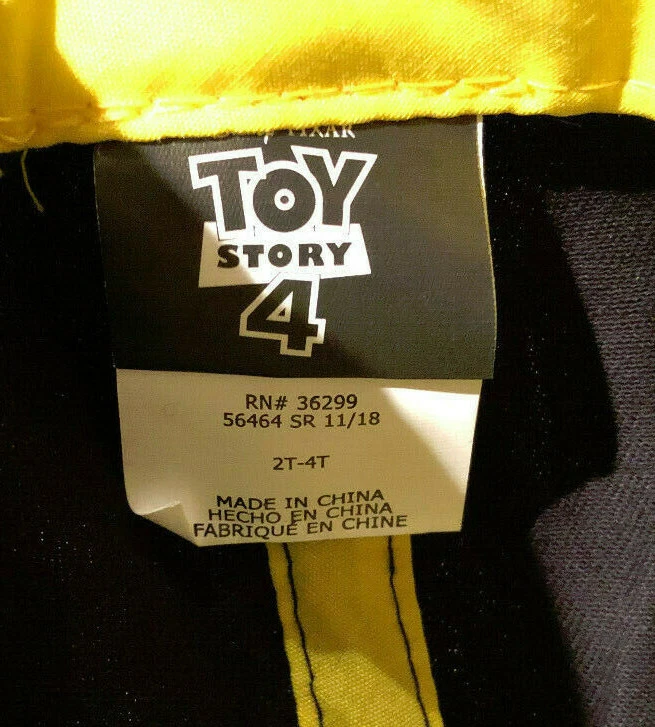 PIXAR
TOY
STORY
4
RN# 36299
56464 SR 11/18
2T-4T
MADE IN CHINA
HECHO EN CHINA
FABRIQUÉ EN CHINE